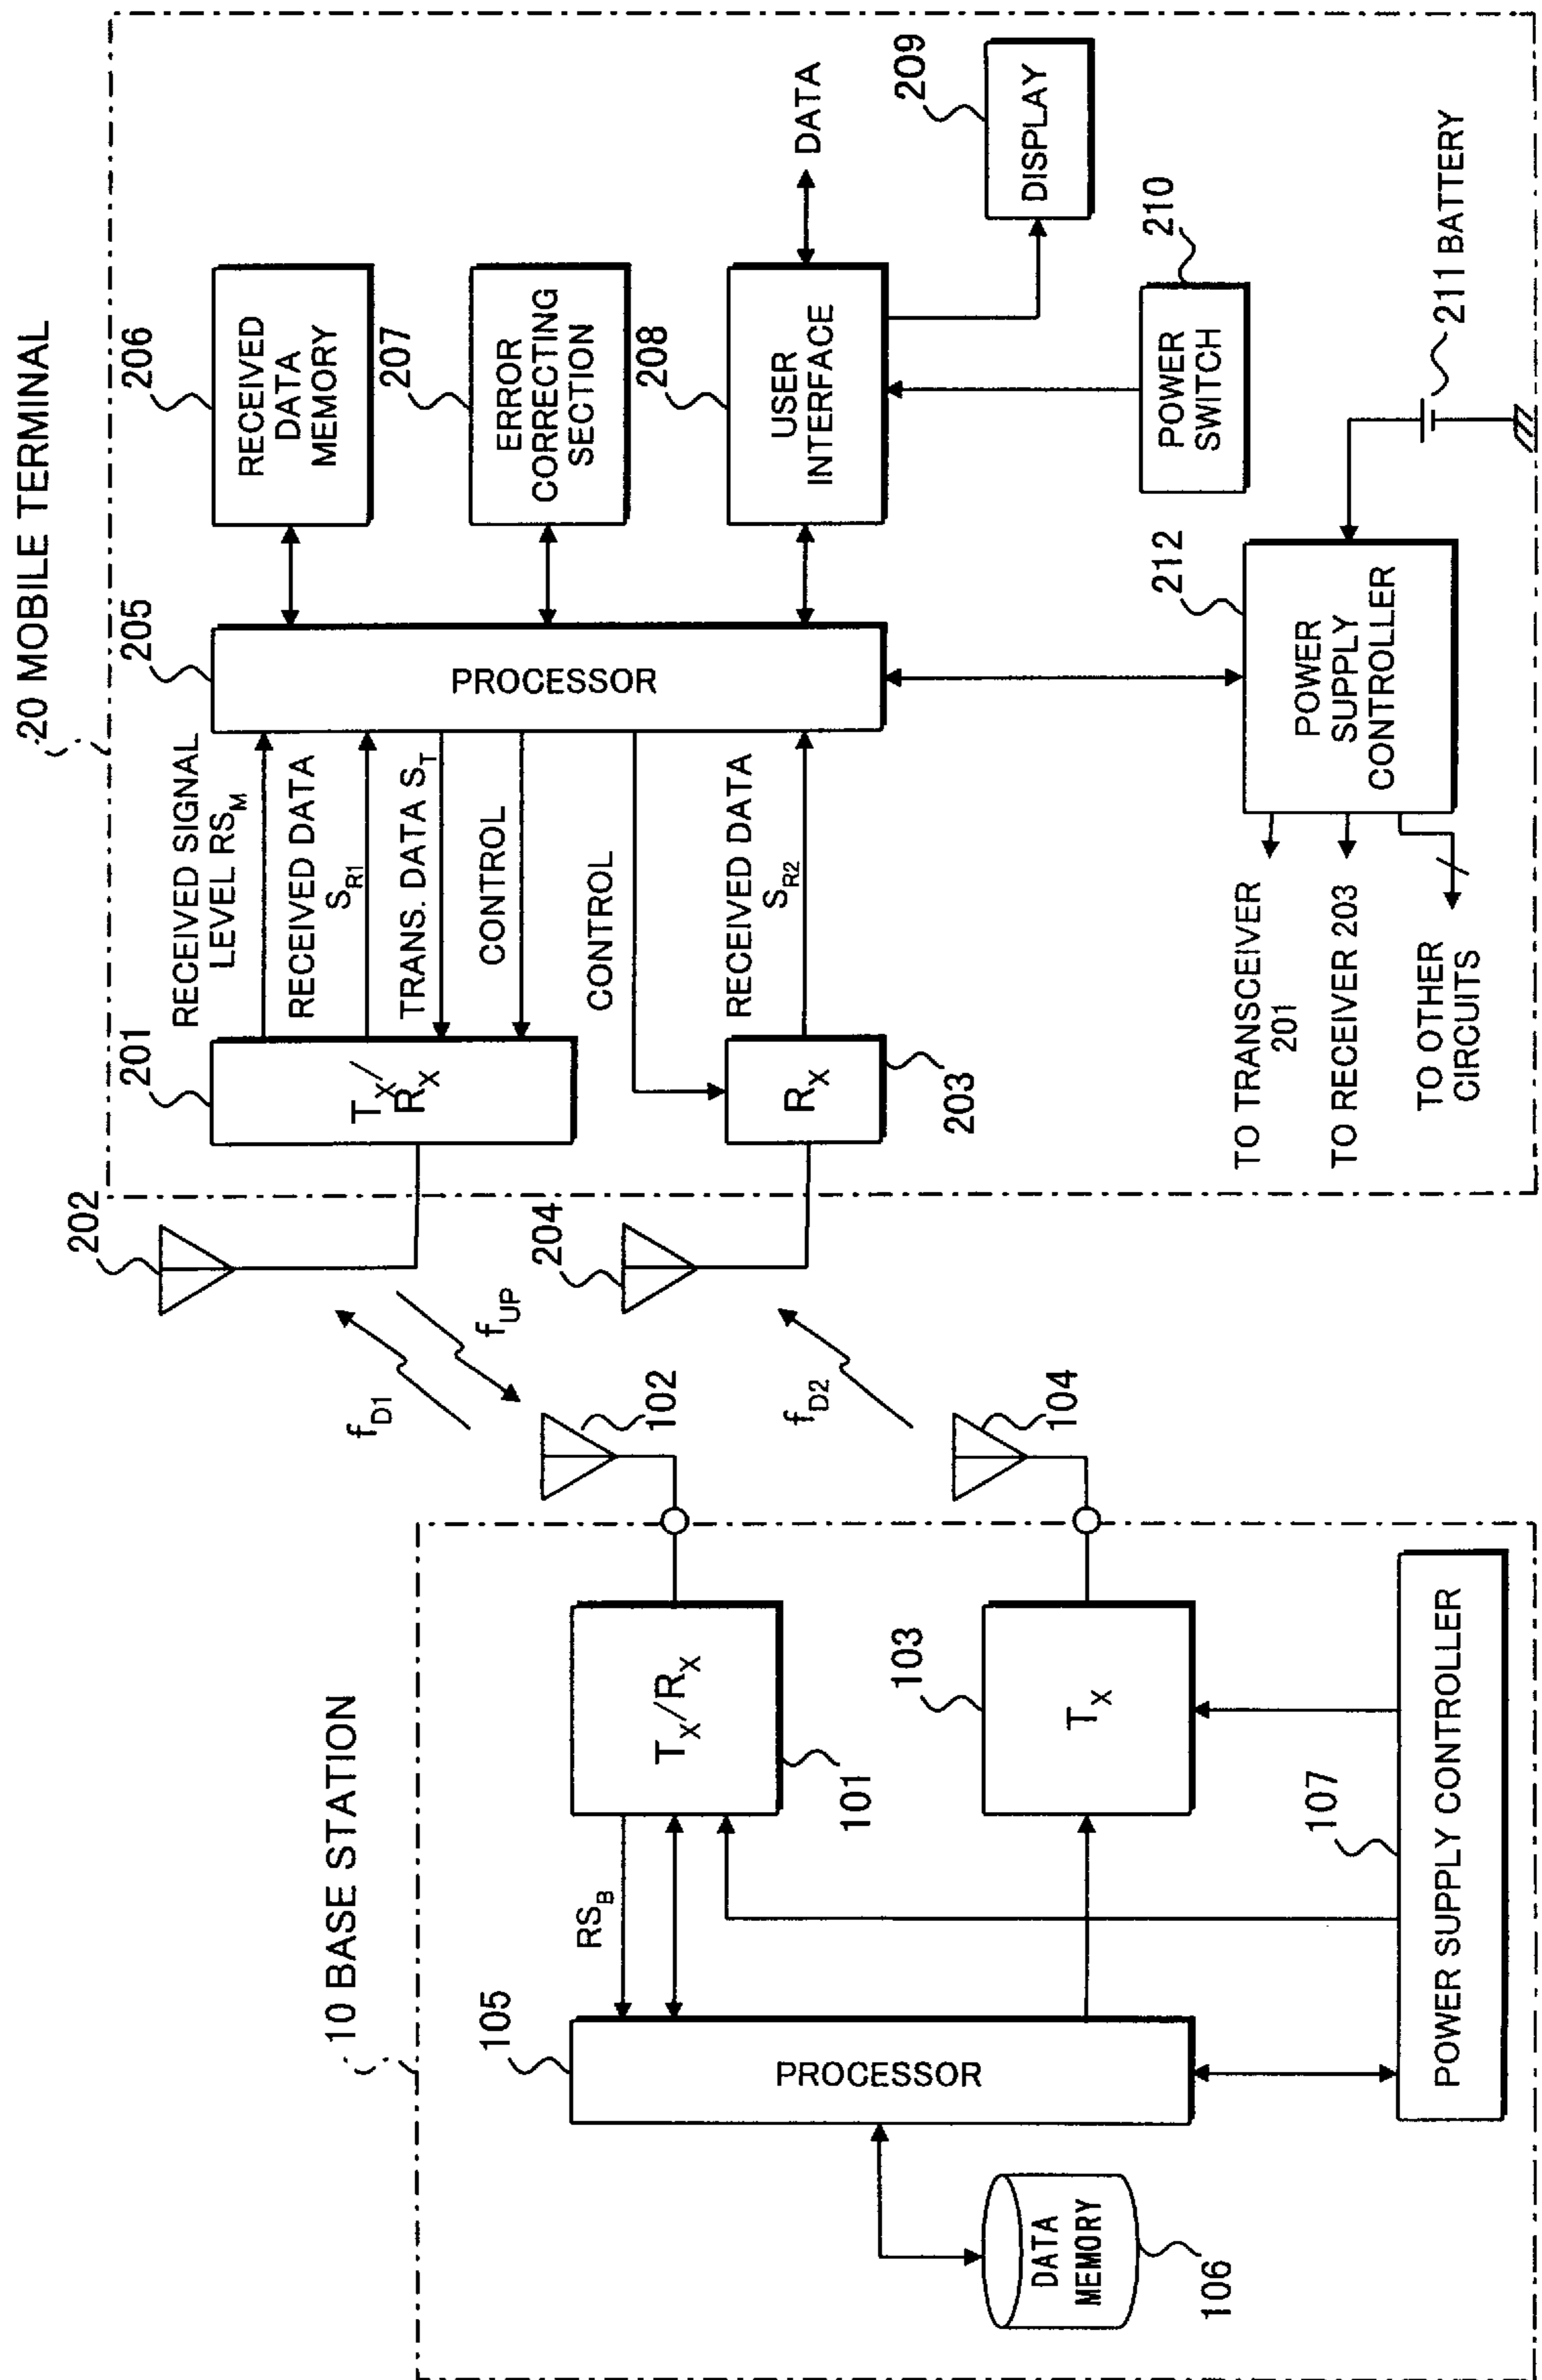 20 MOBILE TERMINAL
202
201
RECEIVED SIGNAL
LEVEL RSM
RECEIVED DATA
SR1
TRANS. DATA ST
CONTROL
TX/RX
205
PROCESSOR
206
RECEIVED
DATA
MEMORY
207
ERROR
CORRECTING
SECTION
208
USER
INTERFACE
DATA
209
DISPLAY
210
POWER
SWITCH
211 BATTERY
204
CONTROL
RECEIVED DATA
SR2
RX
203
212
POWER
SUPPLY
CONTROLLER
TO TRANSCEIVER
201
TO RECEIVER 203
TO OTHER
CIRCUITS
fD1
fUP
fD2
10 BASE STATION
102
104
105
PROCESSOR
RSB
TX/RX
101
103
TX
DATA
MEMORY
106
107
POWER SUPPLY CONTROLLER